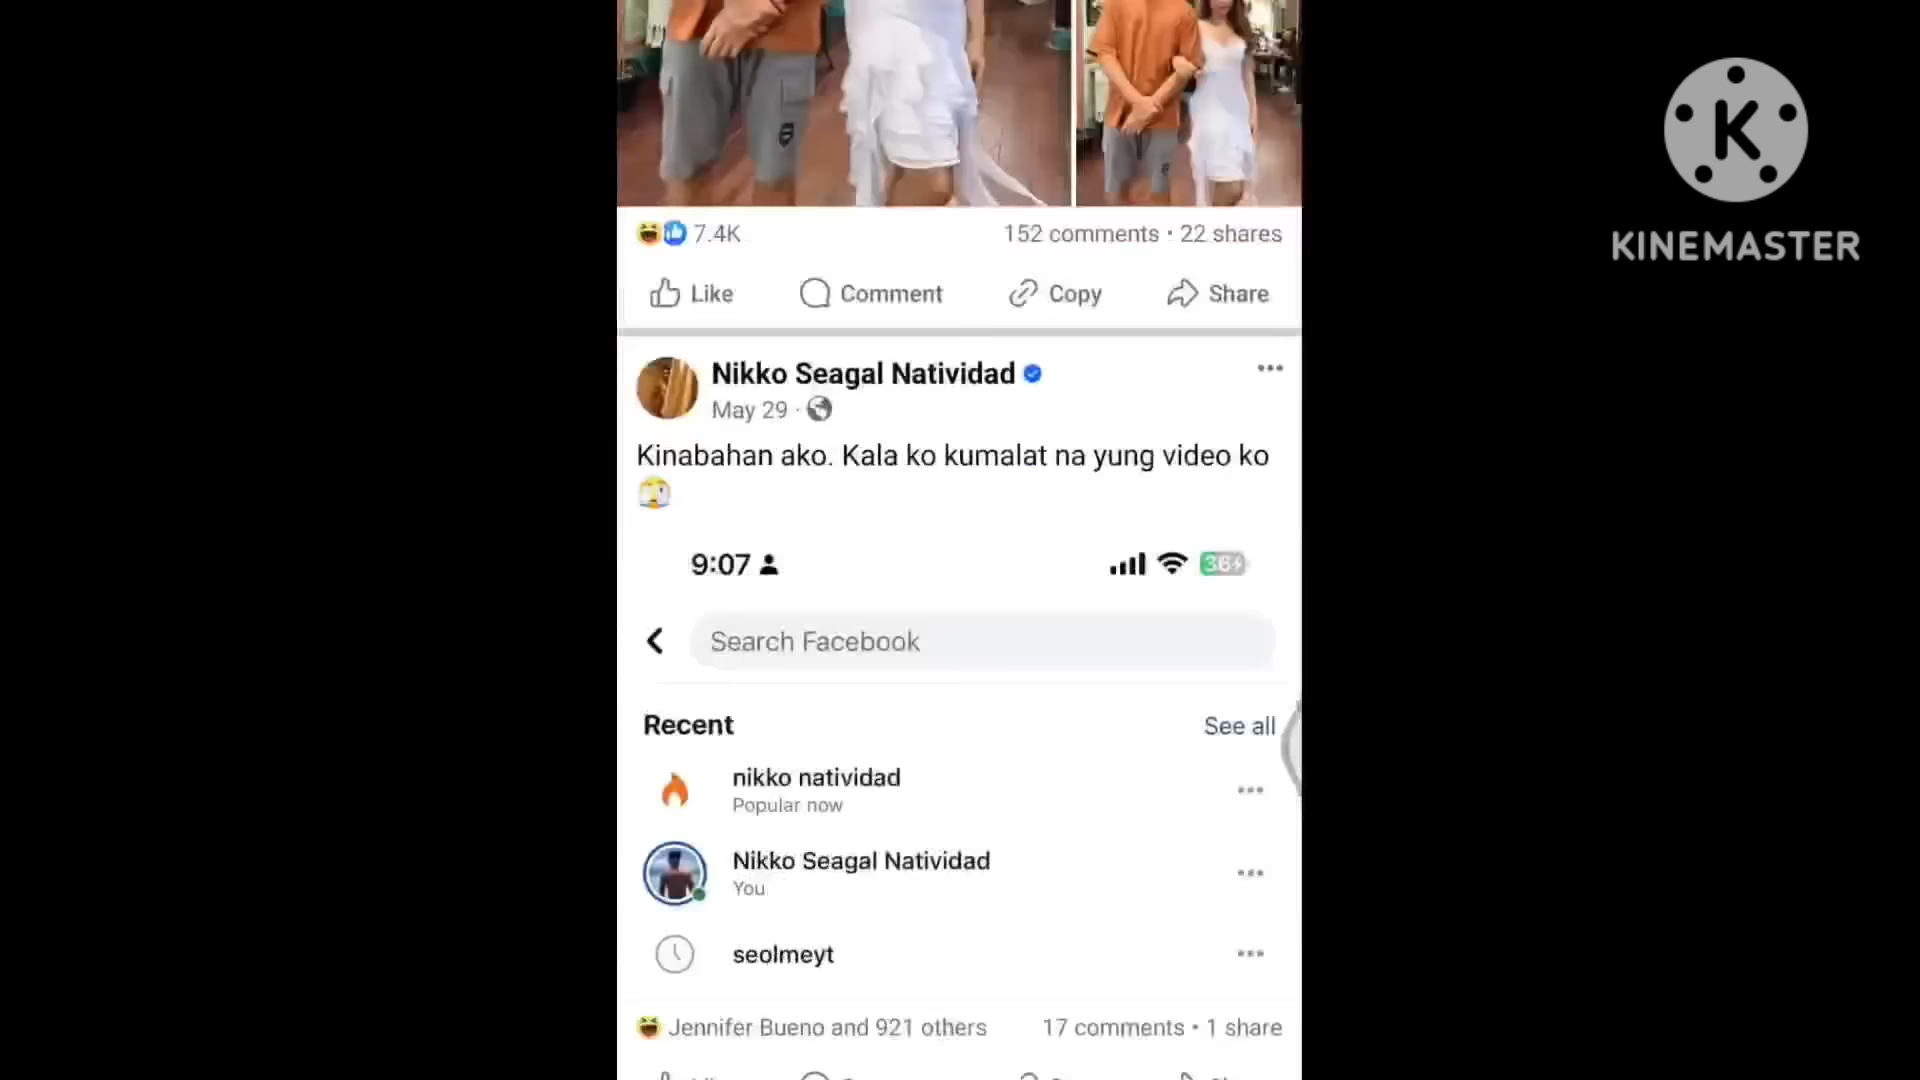 7.4K
152 comments • 22 shares
Like
Comment
Copy
Share
KINEMASTER
Nikko Seagal Natividad
May 29 ·
Kinabahan ako. Kala ko kumalat na yung video ko
9:07
36
Search Facebook
Recent
See all
nikko natividad
Popular now
Nikko Seagal Natividad
You
seolmeyt
Jennifer Bueno and 921 others
17 comments • 1 share